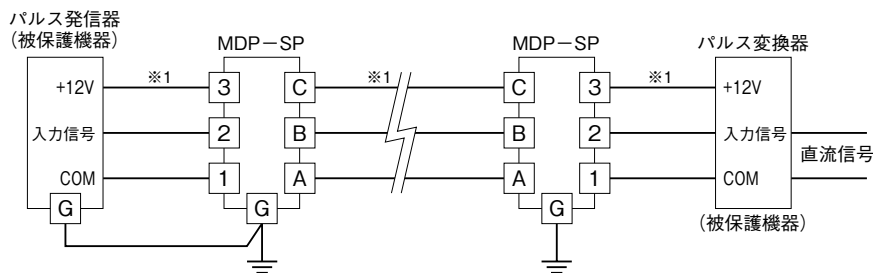 パルス発信器
(被保護機器)
MDP－SP
MDP－SP
パルス変換器
+12V
※1
3
C
※1
C
3
※1
+12V
入力信号
2
B
B
2
入力信号
直流信号
COM
1
A
A
1
COM
G
G
G
(被保護機器)